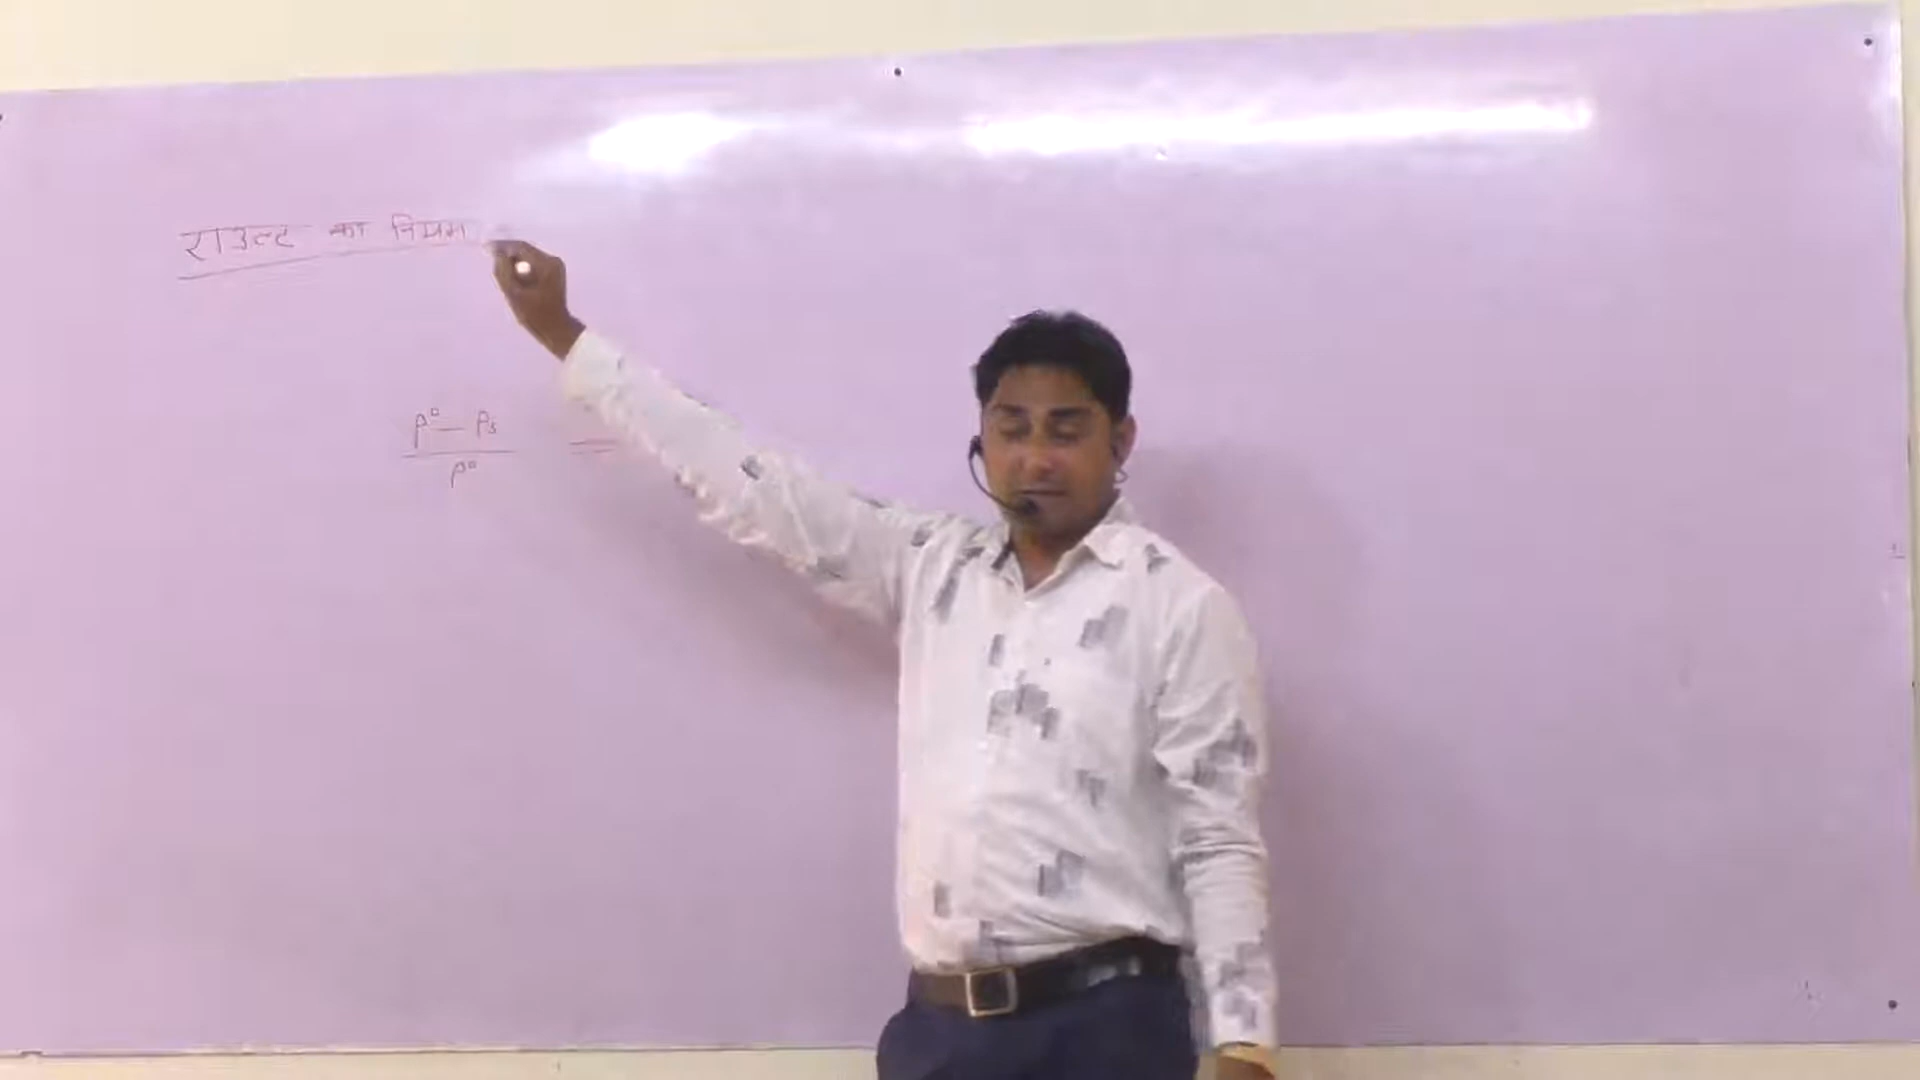 राउल्ट का नियम
p° — ps =
p°